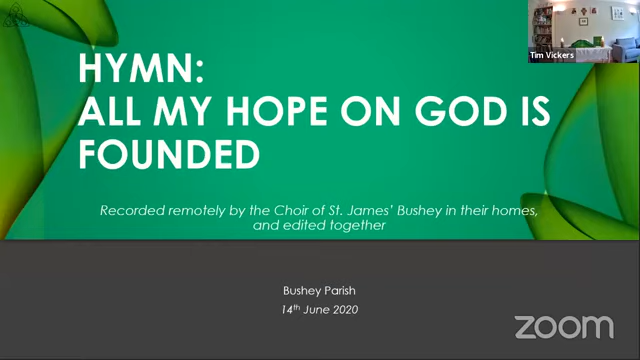 Tim Vickers
HYMN:
ALL MY HOPE ON GOD IS
FOUNDED
Recorded remotely by the Choir of St. James’ Bushey in their homes,
and edited together
Bushey Parish
14th June 2020
zoom